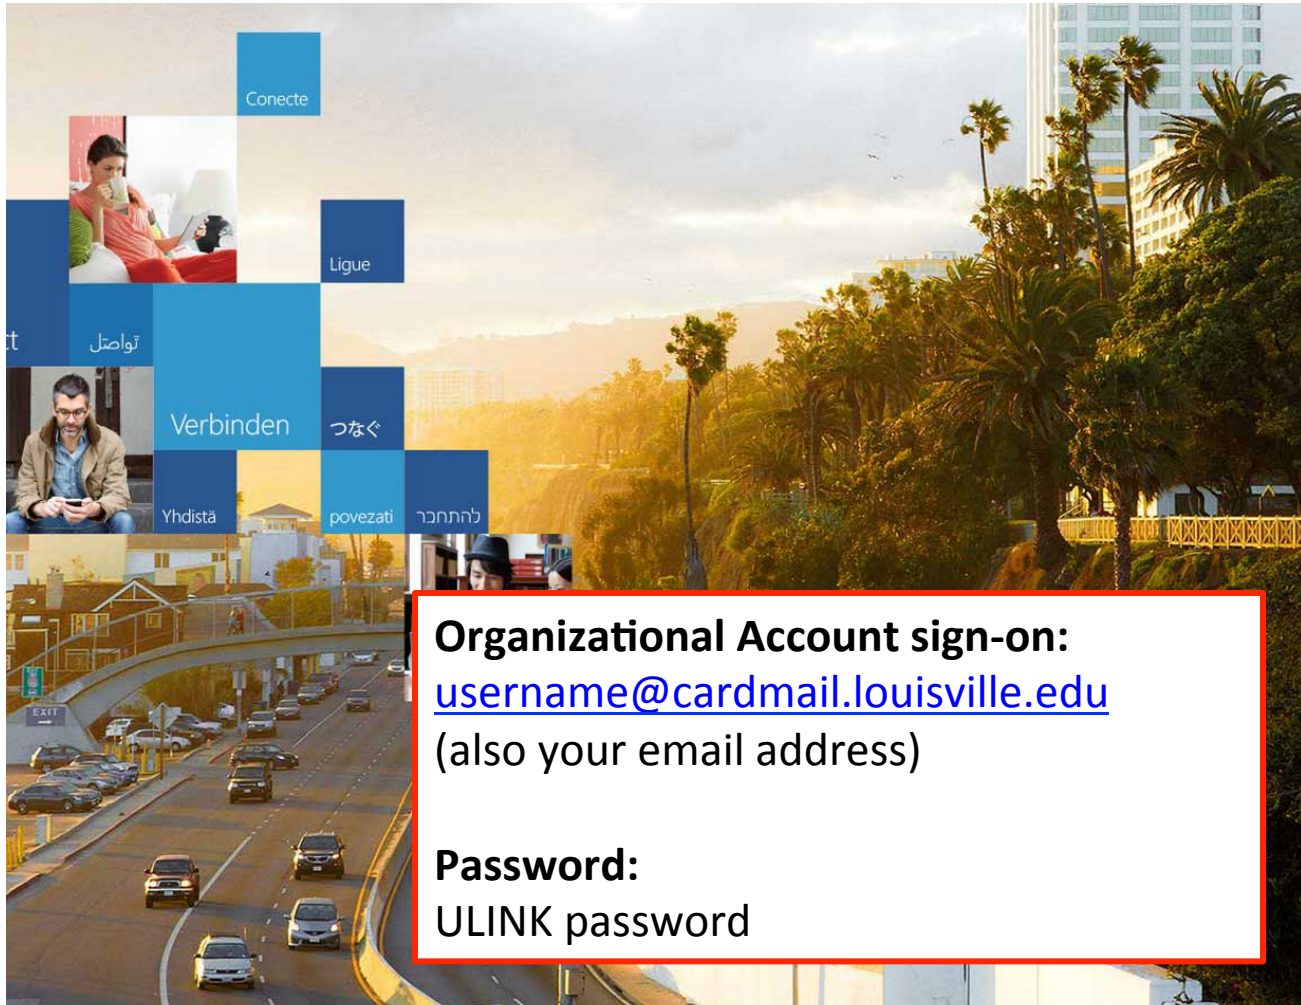 Conecte
Ligue
ct
تواصل
Verbinden
つなぐ
Yhdistä
povezati
להתחבר
EXIT
Organizational Account sign-on:
username@cardmail.louisville.edu
(also your email address)
Password:
ULINK password